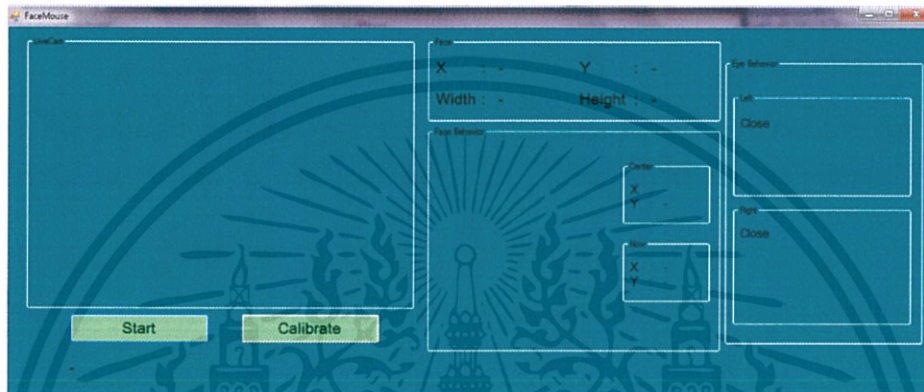 FaceMouse
LiveCam
Face
X : -
Y : -
Width : -
Height : -
Face Behavior
Center
X -
Y -
Now
X -
Y -
Eye Behavior
Left
Close
Right
Close
Start
Calibrate
-